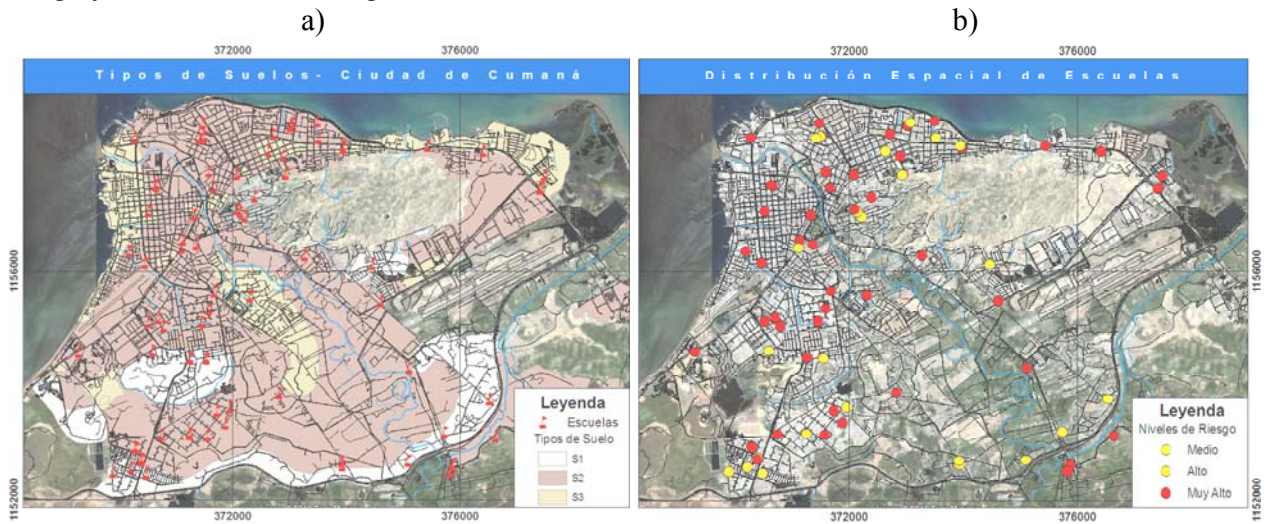 a)
b)
372000
376000
372000
376000
Tipos de Suelos- Ciudad de Cumaná
Distribución Espacial de Escuelas
1156000
1156000
1152000
1152000
Leyenda
Escuelas
Tipos de Suelo
S1
S2
S3
Leyenda
Niveles de Riesgo
Medio
Alto
Muy Alto
372000
376000
372000
376000